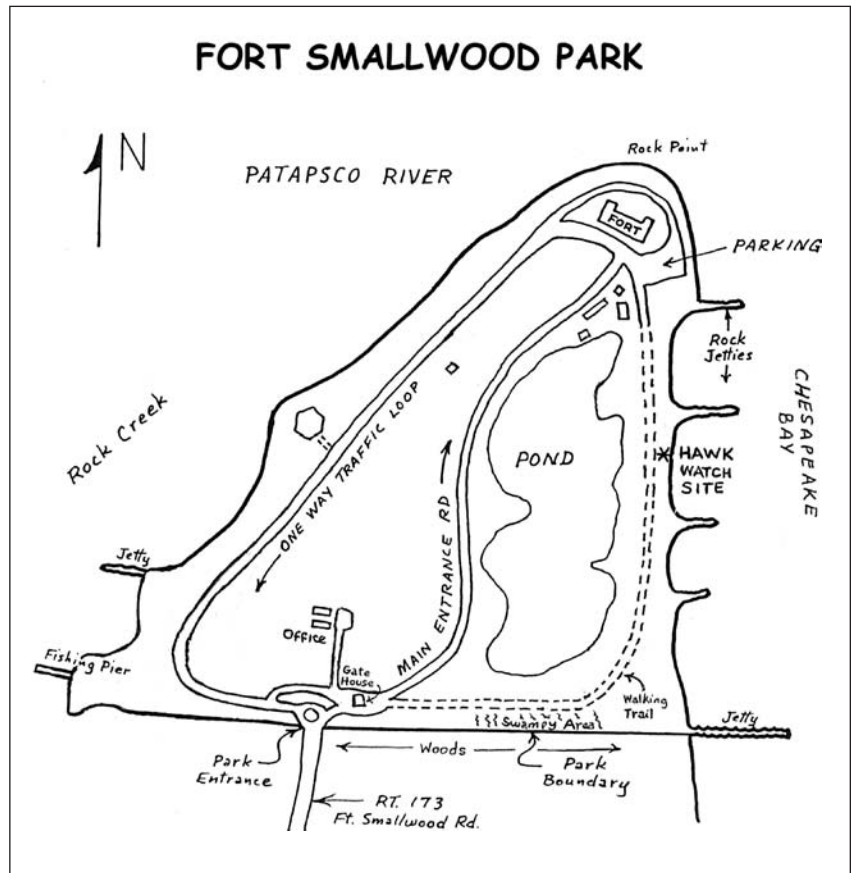 FORT SMALLWOOD PARK
N
PATAPSCO RIVER
Rock Point
FORT
PARKING
Rock
Jetties
CHESAPEAKE
BAY
Rock Creek
ONE WAY TRAFFIC LOOP
POND
HAWK
WATCH
SITE
MAIN ENTRANCE RD
Jetty
OFFICE
Fishing Pier
Gate
House
Walking
Trail
Swampy Area
Jetty
Woods
Park
Entrance
Park
Boundary
RT. 173
Ft. Smallwood Rd.